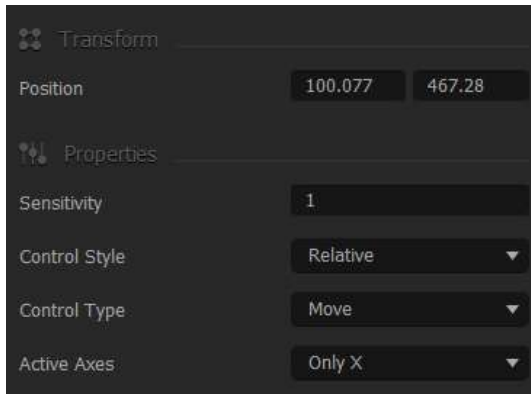 Transform
Position 100.077 467.28
Properties
Sensitivity 1
Control Style Relative
Control Type Move
Active Axes Only X